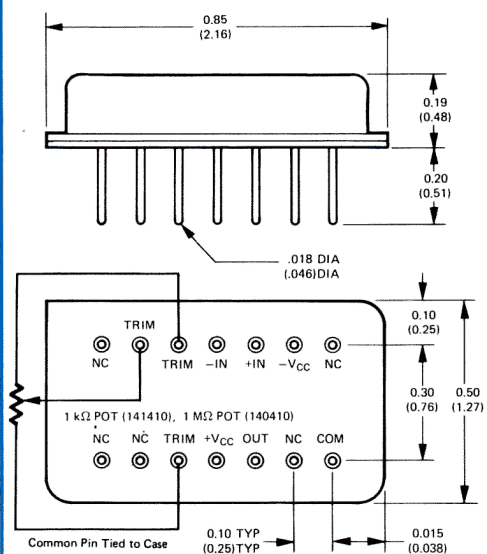 0.85
(2.16)
0.19
(0.48)
0.20
(0.51)
.018 DIA
(.046)DIA
0.10
(0.25)
TRIM
NC TRIM –IN +IN –VCC NC
0.30
(0.76)
0.50
(1.27)
1 kΩ POT (141410), 1 MΩ POT (140410)
NC NC TRIM +VCC OUT NC COM
Common Pin Tied to Case
0.10 TYP
(0.25)TYP
0.015
(0.038)